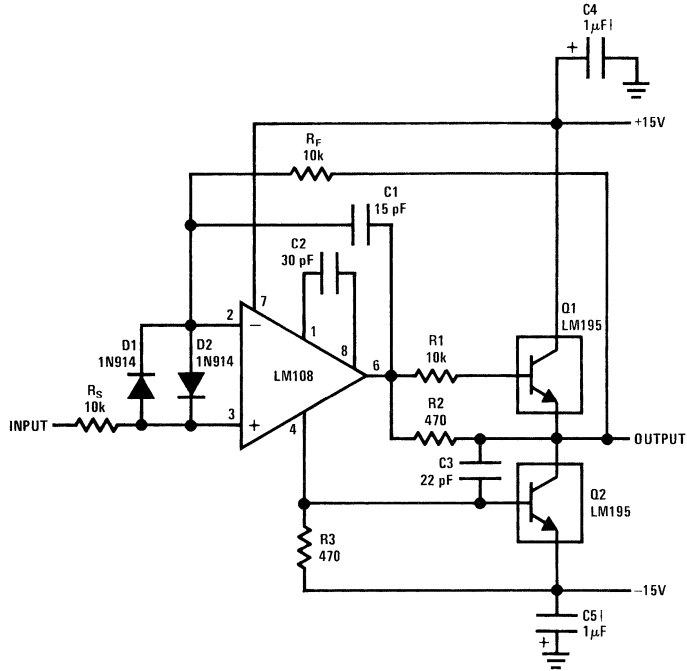 C4
1µF†
+
+15V
RF
10k
C1
15 pF
C2
30 pF
7
Q1
LM195
2
−
1
D1
1N914
D2
1N914
8
R1
10k
LM108
6
RS
10k
R2
470
INPUT
3
+
4
OUTPUT
C3
22 pF
Q2
LM195
R3
470
−15V
C5†
1µF
+